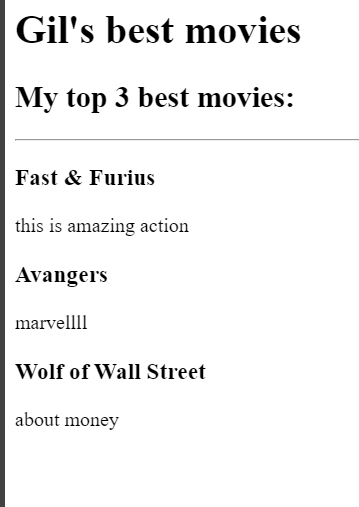 Gil's best movies
My top 3 best movies:
Fast & Furius
this is amazing action
Avangers
marvellll
Wolf of Wall Street
about money